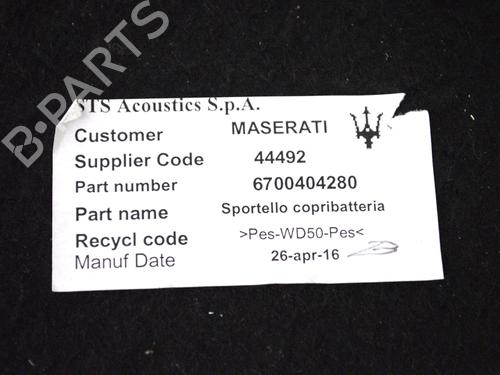 B-PARTS
STS Acoustics S.p.A.
Customer MASERATI
Supplier Code 44492
Part number 6700404280
Part name Sportello copribatteria
Recycl code >Pes-WD50-Pes<
Manuf Date 26-apr-16